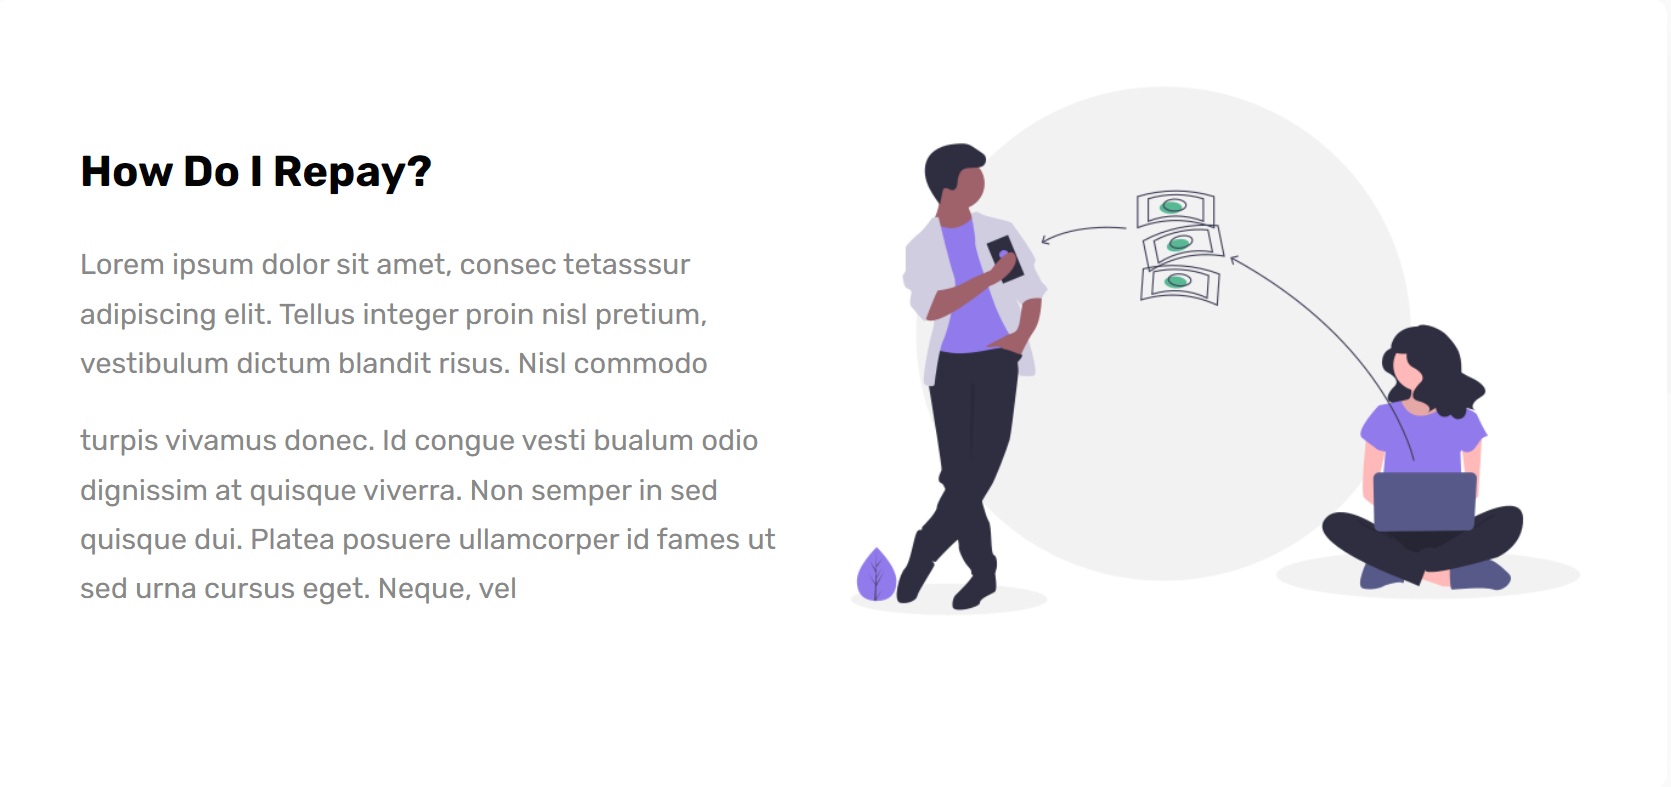 How Do I Repay?
Lorem ipsum dolor sit amet, consec tetasssur
adipiscing elit. Tellus integer proin nisl pretium,
vestibulum dictum blandit risus. Nisl commodo
turpis vivamus donec. Id congue vesti bualum odio
dignissim at quisque viverra. Non semper in sed
quisque dui. Platea posuere ullamcorper id fames ut
sed urna cursus eget. Neque, vel